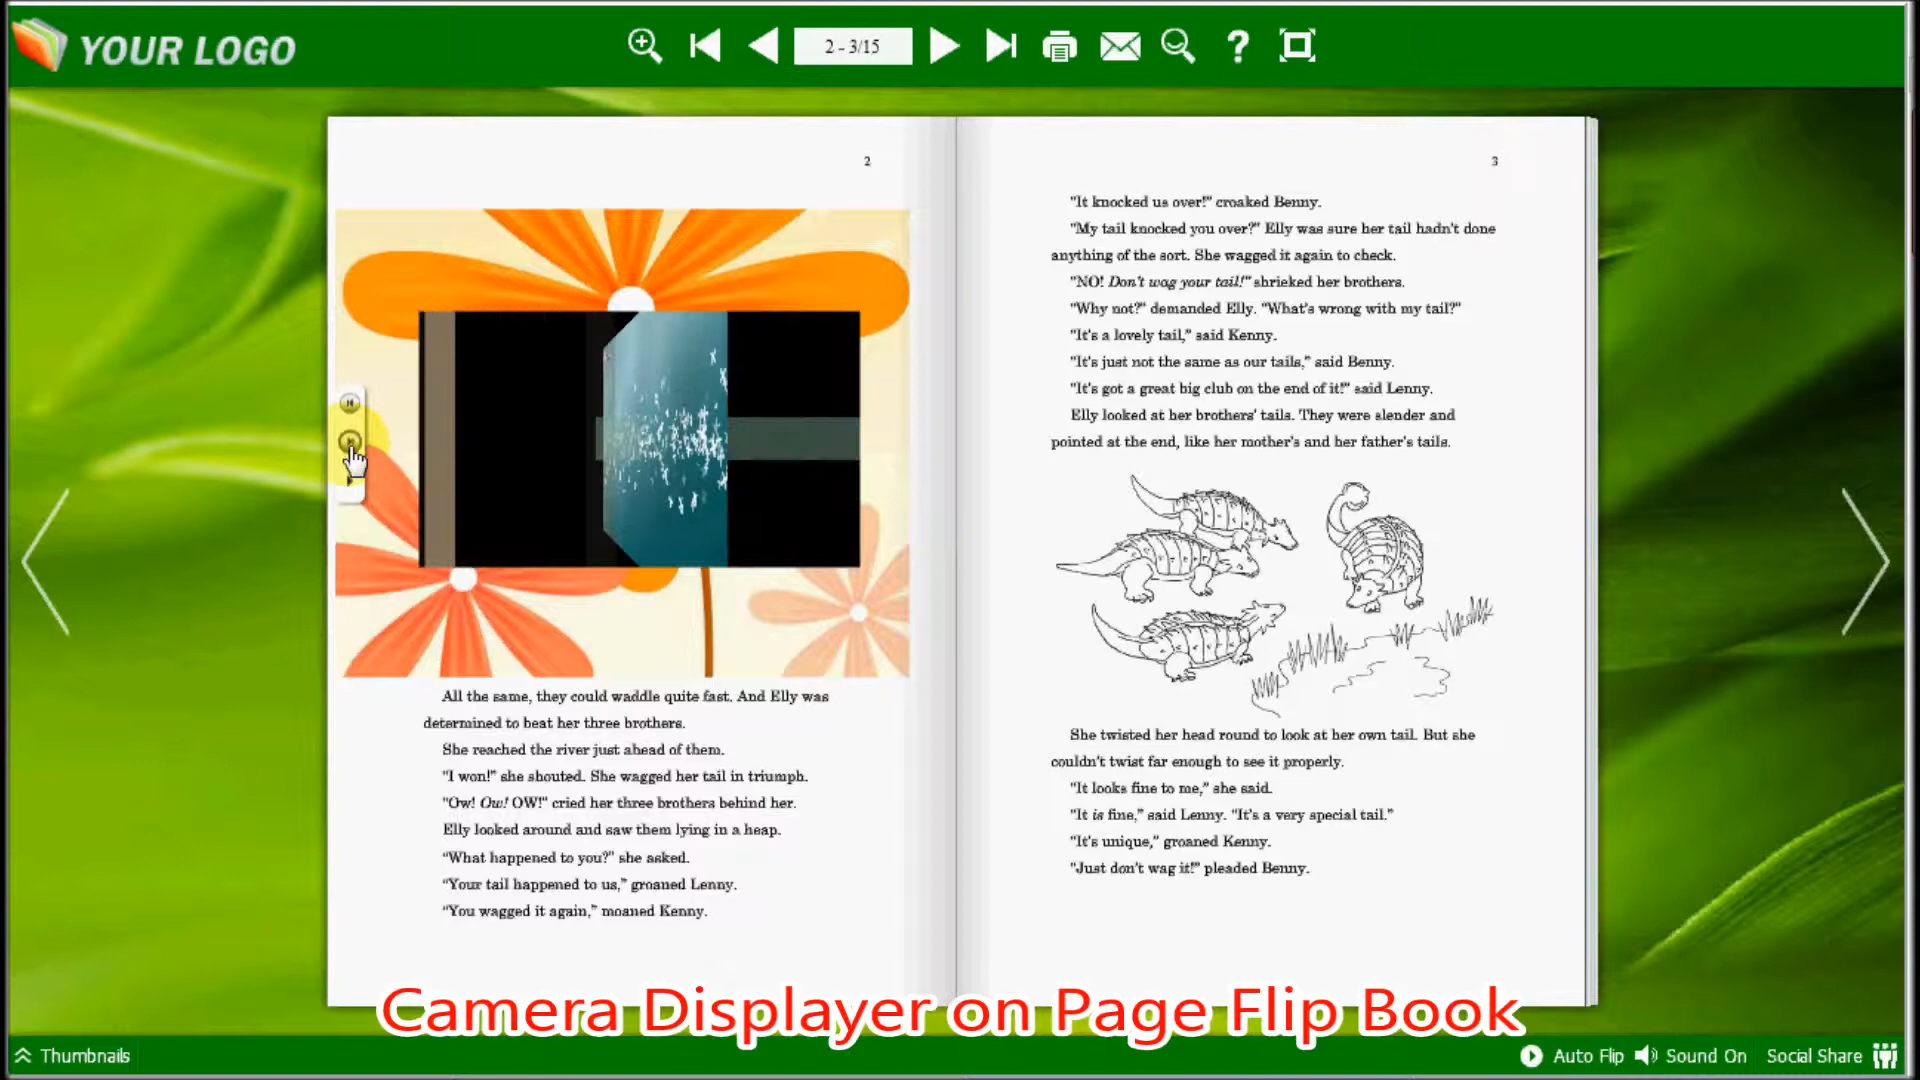 YOUR LOGO
2 - 3/15
?
2
All the same, they could waddle quite fast. And Elly was
determined to beat her three brothers.
She reached the river just ahead of them.
"I won!" she shouted. She wagged her tail in triumph.
"Ow! Ow! OW!" cried her three brothers behind her.
Elly looked around and saw them lying in a heap.
"What happened to you?" she asked.
"Your tail happened to us," groaned Lenny.
"You wagged it again," moaned Kenny.
3
"It knocked us over!" croaked Benny.
"My tail knocked you over?" Elly was sure her tail hadn't done
anything of the sort. She wagged it again to check.
"NO! Don't wag your tail!" shrieked her brothers.
"Why not?" demanded Elly. "What's wrong with my tail?"
"It's a lovely tail," said Kenny.
"It's just not the same as our tails," said Benny.
"It's got a great big club on the end of it!" said Lenny.
Elly looked at her brothers' tails. They were slender and
pointed at the end, like her mother's and her father's tails.
She twisted her head round to look at her own tail. But she
couldn't twist far enough to see it properly.
"It looks fine to me," she said.
"It is fine," said Lenny. "It's a very special tail."
"It's unique," groaned Kenny.
"Just don't wag it!" pleaded Benny.
Camera Displayer on Page Flip Book
Thumbnails
Auto Flip
Sound On
Social Share